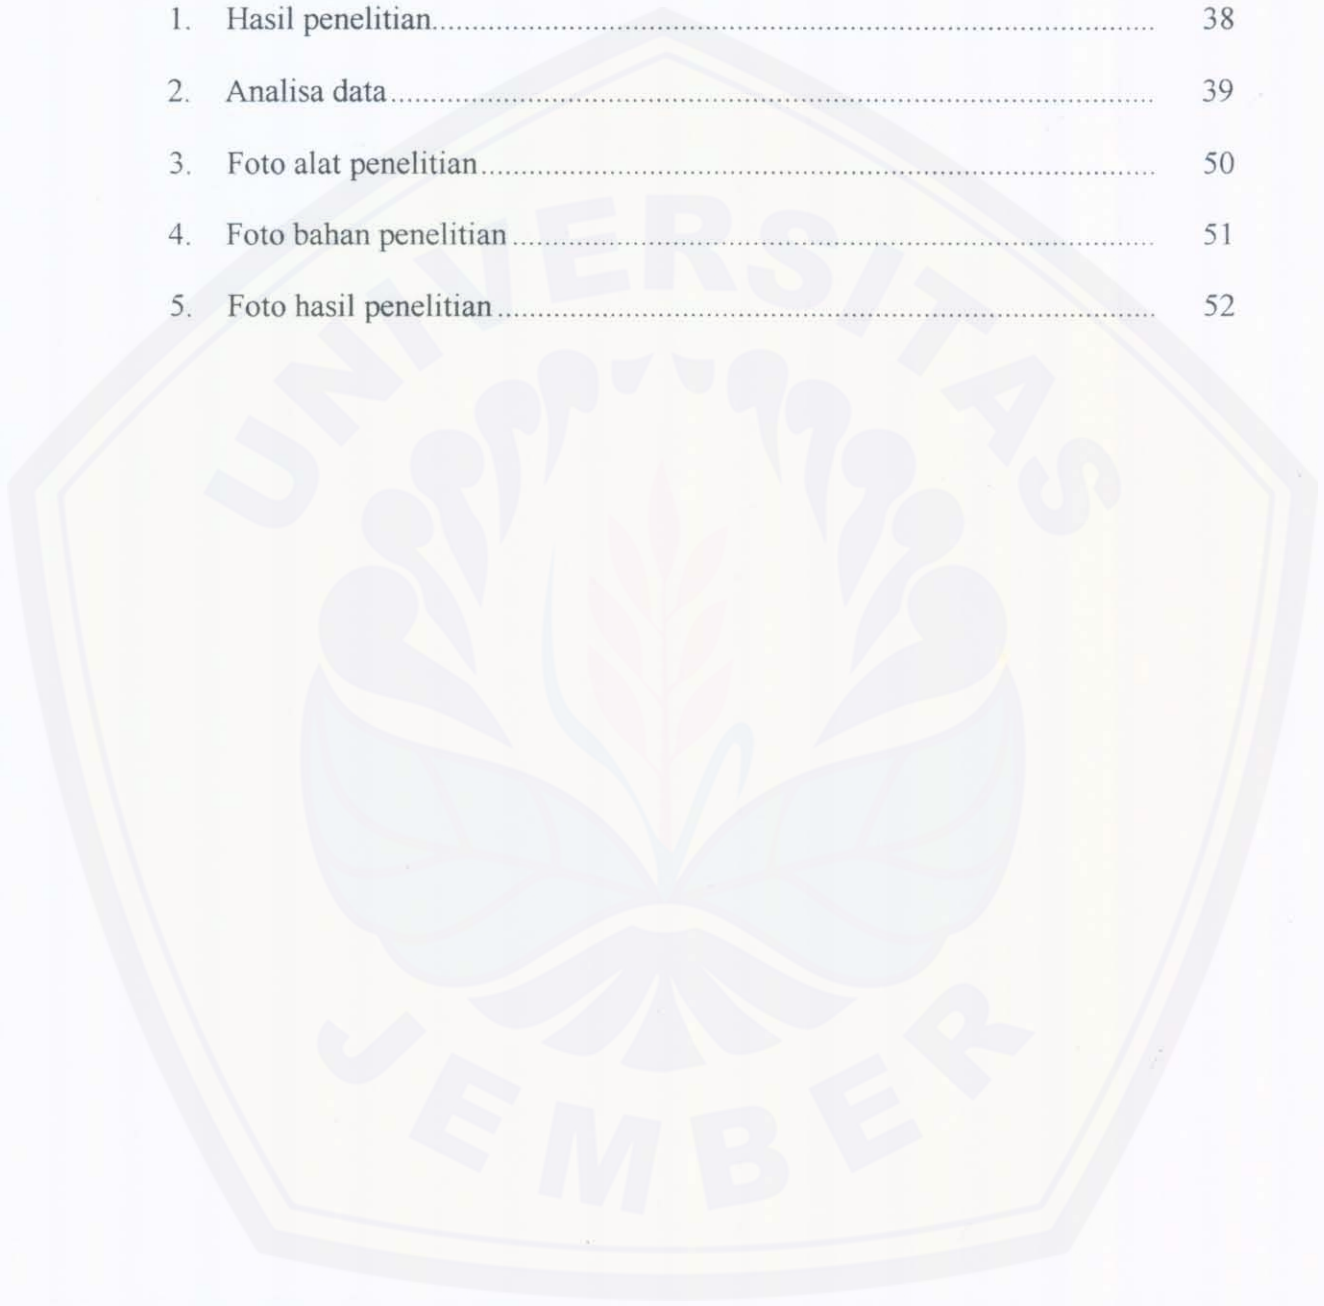 1. Hasil penelitian........................................................................ 38
2. Analisa data............................................................................ 39
3. Foto alat penelitian................................................................... 50
4. Foto bahan penelitian................................................................ 51
5. Foto hasil penelitian.................................................................. 52
UNIVERSITAS
JEMBER